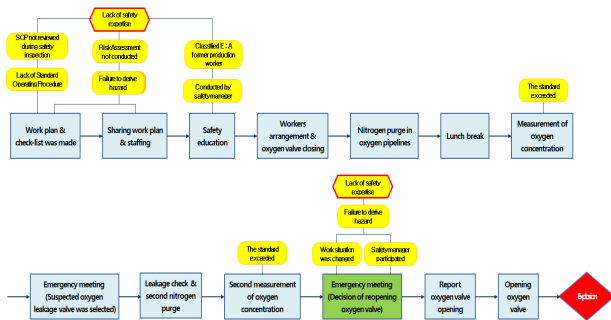 Lack of safety
expertise
SOP not reviewed
during safety
inspection
Risk Assessment
not conducted
Classified E : A
former production
worker
Lack of Standard
Operating Procedure
Failure to derive
hazard
Conducted by
safety manager
The standard
exceeded
Work plan &
check-list was made
Sharing work plan
& staffing
Safety
education
Workers
arrangement &
oxygen valve closing
Nitrogen purge in
oxygen pipelines
Lunch break
Measurement of
oxygen
concentration
Lack of safety
expertise
Failure to derive
hazard
The standard
exceeded
Work situation
was changed
Safety manager
participated
Emergency meeting
(Suspected oxygen
leakage valve was selected)
Leakage check &
second nitrogen
purge
Second measurement
of oxygen
concentration
Emergency meeting
(Decision of reopening
oxygen valve)
Report
oxygen valve
opening
Opening
oxygen
valve
Explosion